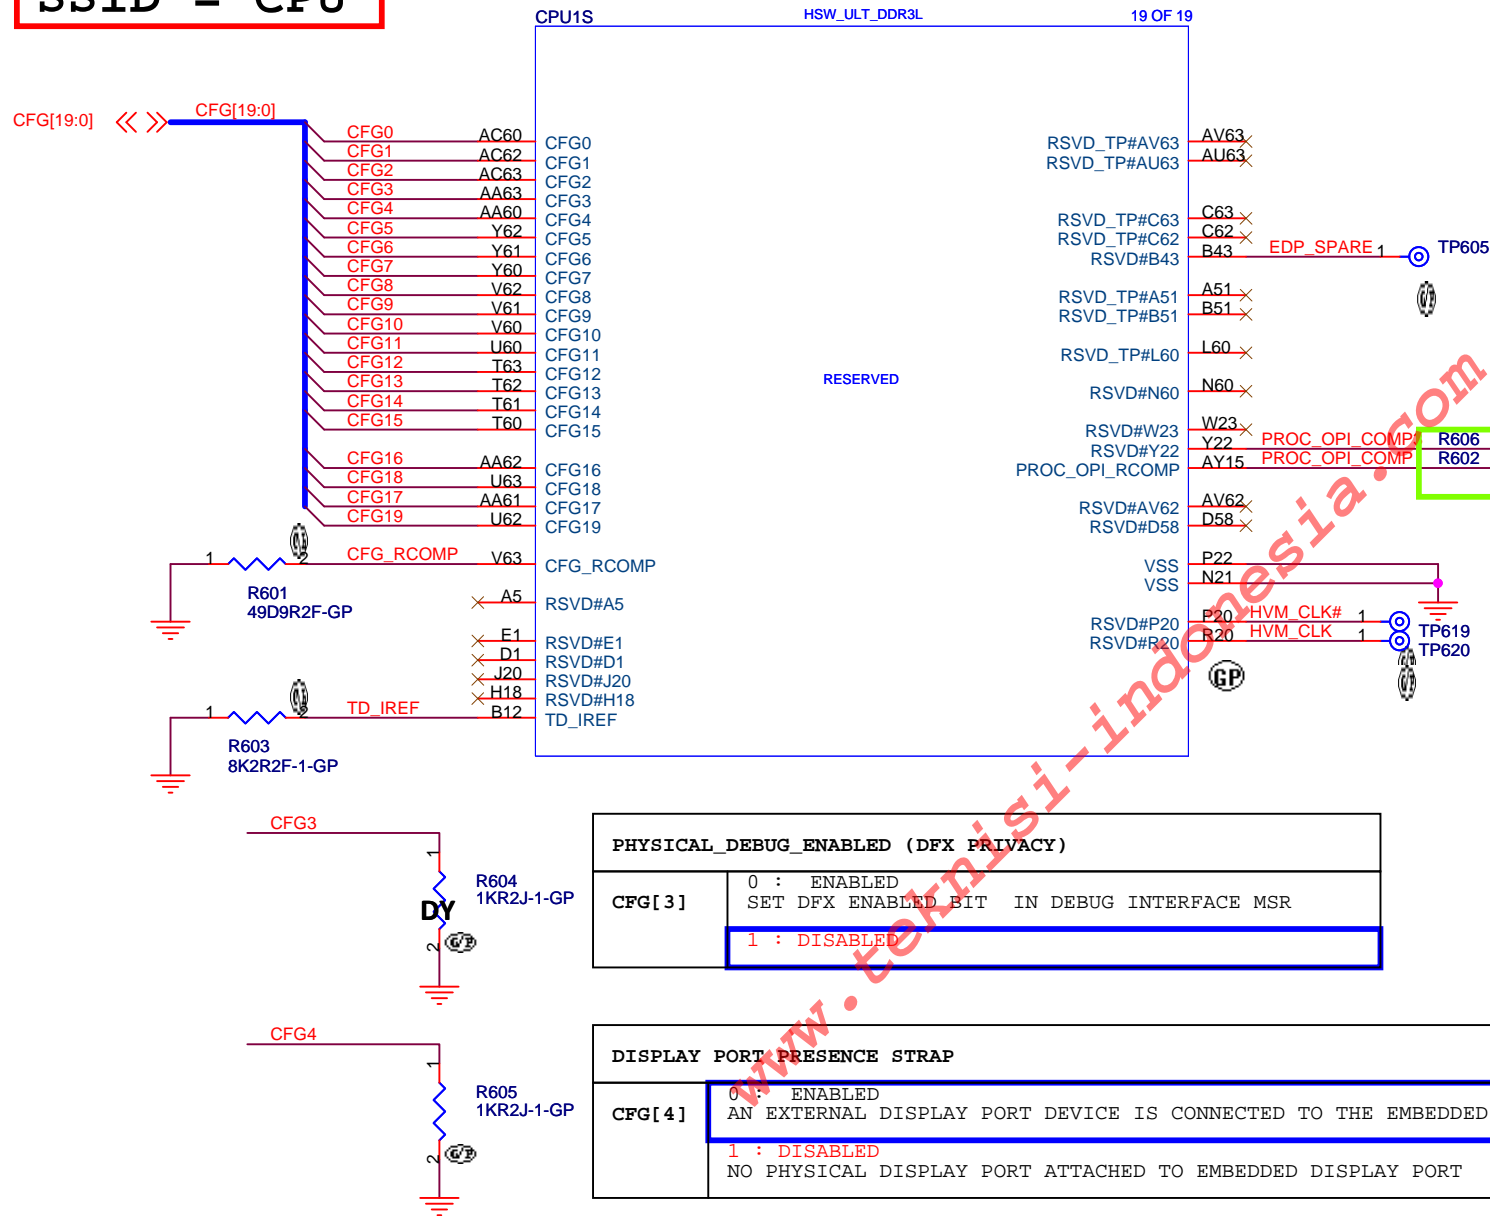 SSID = CPU
CPU1S
HSW_ULT_DDR3L
19 OF 19
CFG[19:0]
CFG[19:0]
CFG0 AC60 CFG0
CFG1 AC62 CFG1
CFG2 AC63 CFG2
CFG3 AA63 CFG3
CFG4 AA60 CFG4
CFG5 Y62 CFG5
CFG6 Y61 CFG6
CFG7 Y60 CFG7
CFG8 V62 CFG8
CFG9 V61 CFG9
CFG10 V60 CFG10
CFG11 U60 CFG11
CFG12 T63 CFG12
CFG13 T62 CFG13
CFG14 T61 CFG14
CFG15 T60 CFG15
CFG16 AA62 CFG16
CFG18 U63 CFG18
CFG17 AA61 CFG17
CFG19 U62 CFG19
1 2 CFG_RCOMP V63 CFG_RCOMP
R601
49D9R2F-GP
A5 RSVD#A5
E1 RSVD#E1
D1 RSVD#D1
J20 RSVD#J20
H18 RSVD#H18
1 2 TD_IREF B12 TD_IREF
R603
8K2R2F-1-GP
RESERVED
RSVD_TP#AV63 AV63
RSVD_TP#AU63 AU63
RSVD_TP#C63 C63
RSVD_TP#C62 C62
RSVD#B43 B43 EDP_SPARE 1 TP605
RSVD_TP#A51 A51
RSVD_TP#B51 B51
RSVD_TP#L60 L60
RSVD#N60 N60
RSVD#W23 W23
RSVD#Y22 Y22 PROC_OPI_COMP R606
PROC_OPI_RCOMP AY15 PROC_OPI_COMP R602
RSVD#AV62 AV62
RSVD#D58 D58
VSS P22
VSS N21
RSVD#P20 P20 HVM_CLK# 1 TP619
RSVD#R20 R20 HVM_CLK 1 TP620
GP
CFG3
1
R604
1KR2J-1-GP
DY
2 G/P
PHYSICAL_DEBUG_ENABLED (DFX PRIVACY)
CFG[3]
0 : ENABLED
SET DFX ENABLED BIT IN DEBUG INTERFACE MSR
1 : DISABLED
CFG4
1
R605
1KR2J-1-GP
2 G/P
DISPLAY PORT PRESENCE STRAP
CFG[4]
0 : ENABLED
AN EXTERNAL DISPLAY PORT DEVICE IS CONNECTED TO THE EMBEDDED
1 : DISABLED
NO PHYSICAL DISPLAY PORT ATTACHED TO EMBEDDED DISPLAY PORT
www.teknisi-indonesia.com